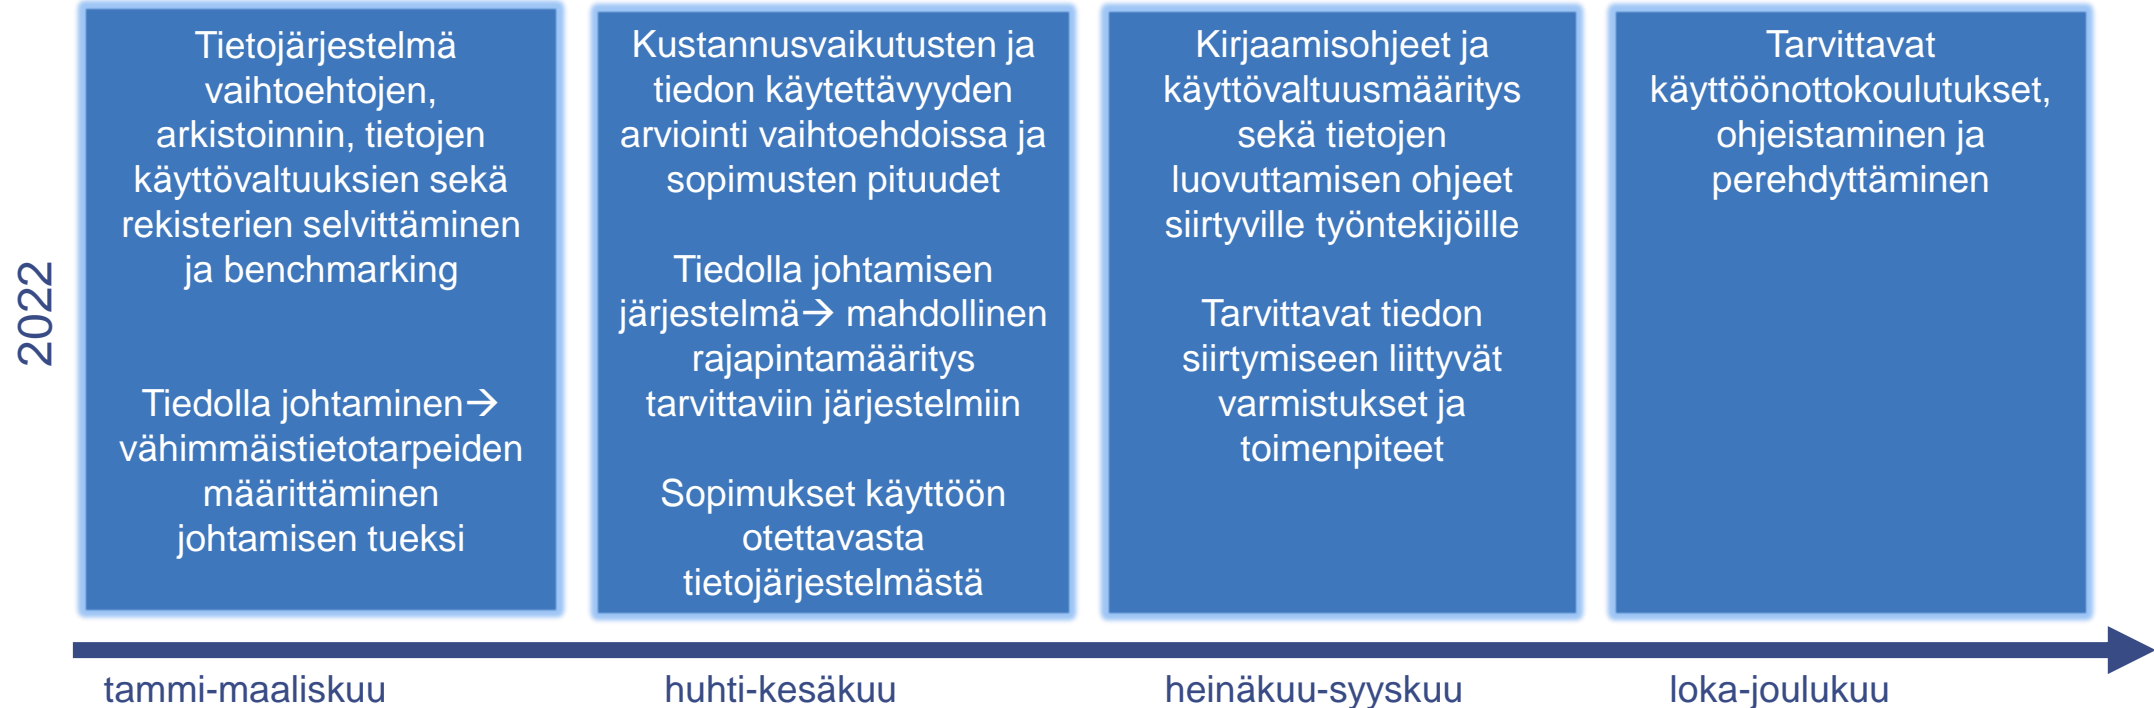 2022
Tietojärjestelmä
vaihtoehtojen,
arkistoinnin, tietojen
käyttövaltuuksien sekä
rekisterien selvittäminen
ja benchmarking
Tiedolla johtaminen→
vähimmäistietotarpeiden
määrittäminen
johtamisen tueksi
Kustannusvaikutusten ja
tiedon käytettävyyden
arviointi vaihtoehdoissa ja
sopimusten pituudet
Tiedolla johtamisen
järjestelmä→ mahdollinen
rajapintamääritys
tarvittaviin järjestelmiin
Sopimukset käyttöön
otettavasta
tietojärjestelmästä
Kirjaamisohjeet ja
käyttövaltuusmääritys
sekä tietojen
luovuttamisen ohjeet
siirtyville työntekijöille
Tarvittavat tiedon
siirtymiseen liittyvät
varmistukset ja
toimenpiteet
Tarvittavat
käyttöönottokoulutukset,
ohjeistaminen ja
perehdyttäminen
tammi-maaliskuu
huhti-kesäkuu
heinäkuu-syyskuu
loka-joulukuu